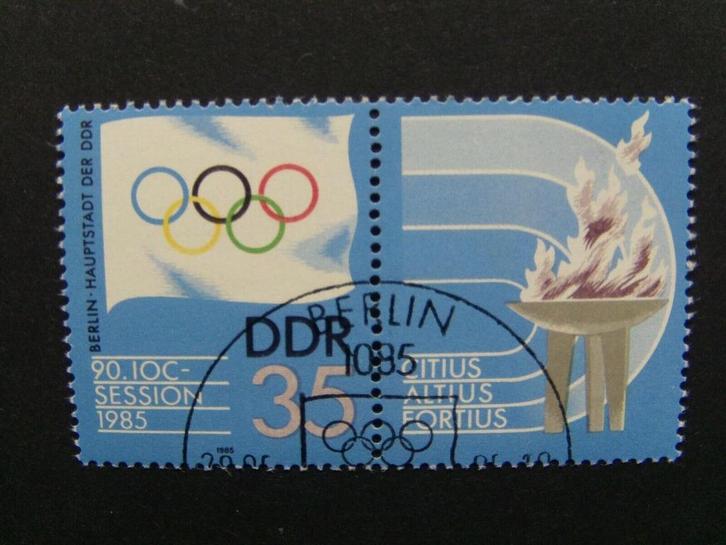 BERLIN · HAUPTSTADT DER DDR
90. IOC-
SESSION
1985
DDR
35
1985
CITIUS
ALTIUS
FORTIUS
BERLIN
1085